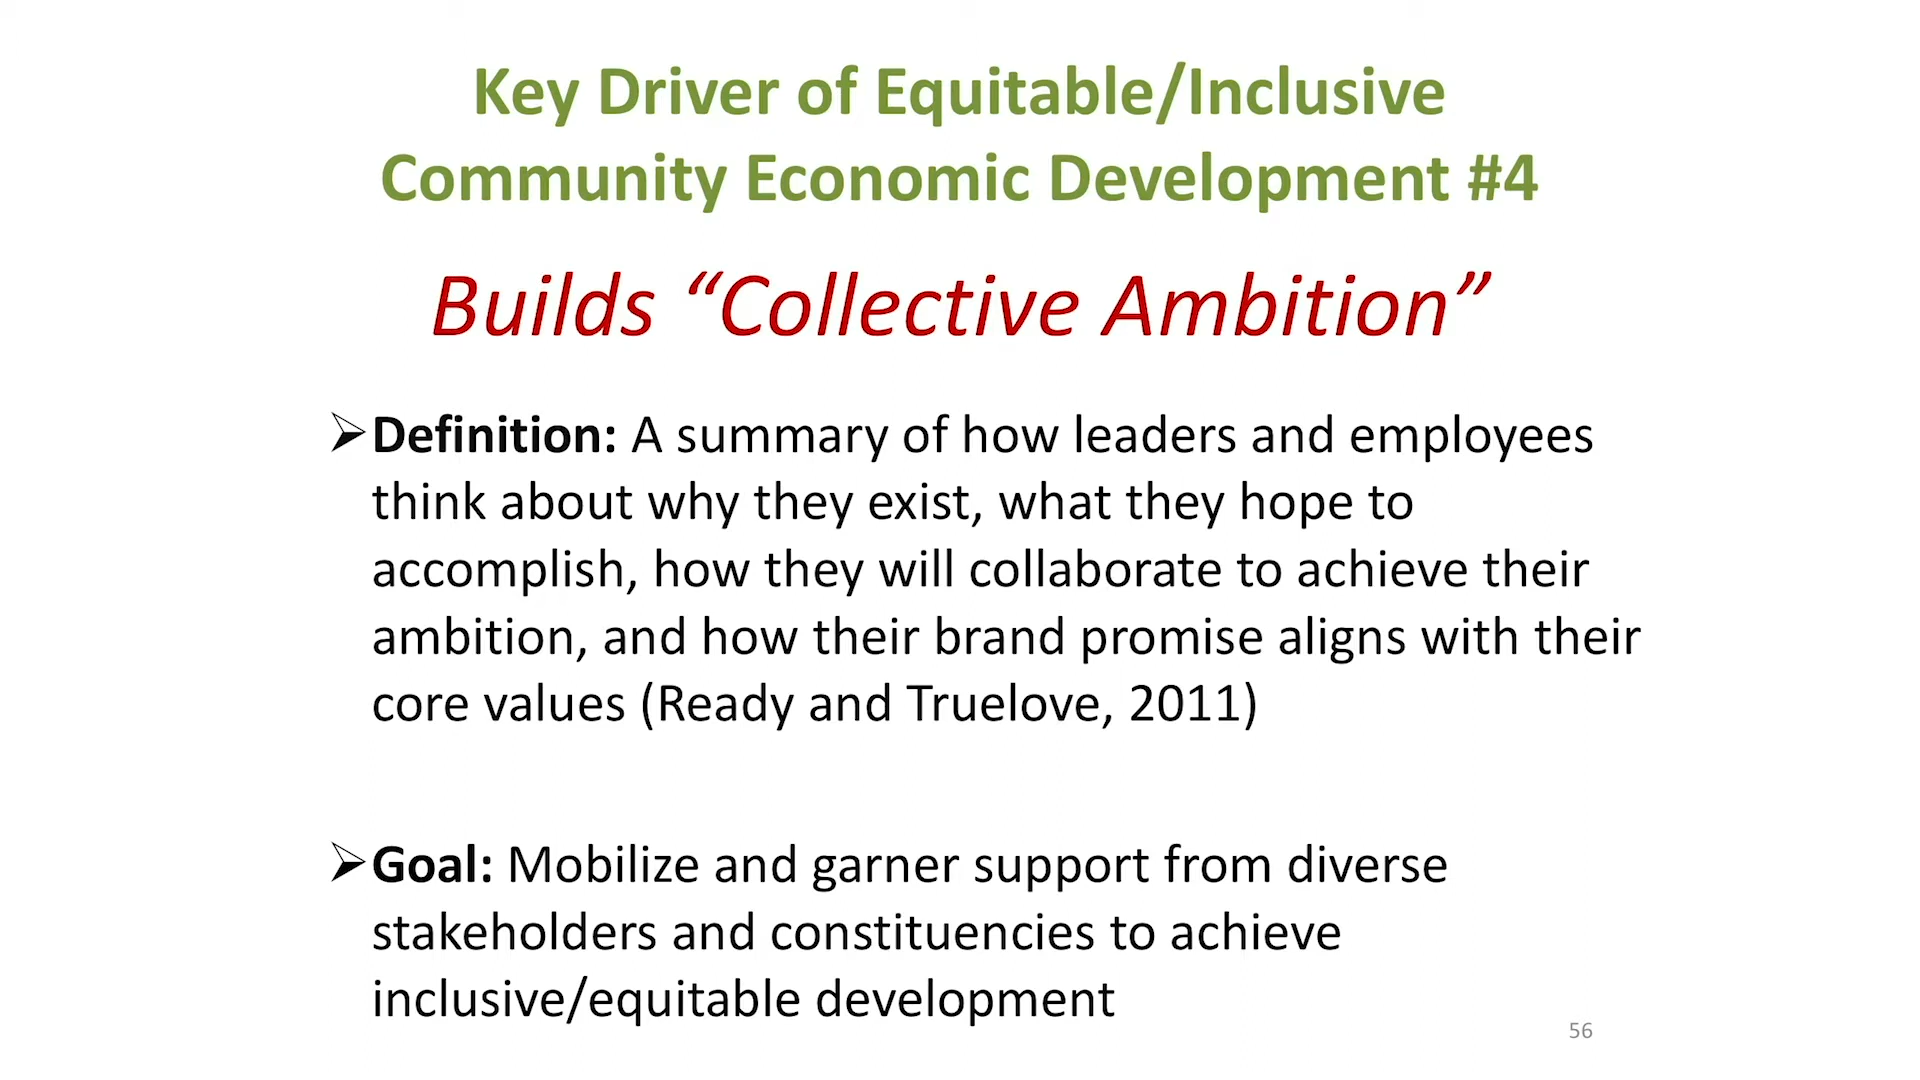 Key Driver of Equitable/Inclusive
Community Economic Development #4
Builds “Collective Ambition”
➢Definition: A summary of how leaders and employees
think about why they exist, what they hope to
accomplish, how they will collaborate to achieve their
ambition, and how their brand promise aligns with their
core values (Ready and Truelove, 2011)
➢Goal: Mobilize and garner support from diverse
stakeholders and constituencies to achieve
inclusive/equitable development
56